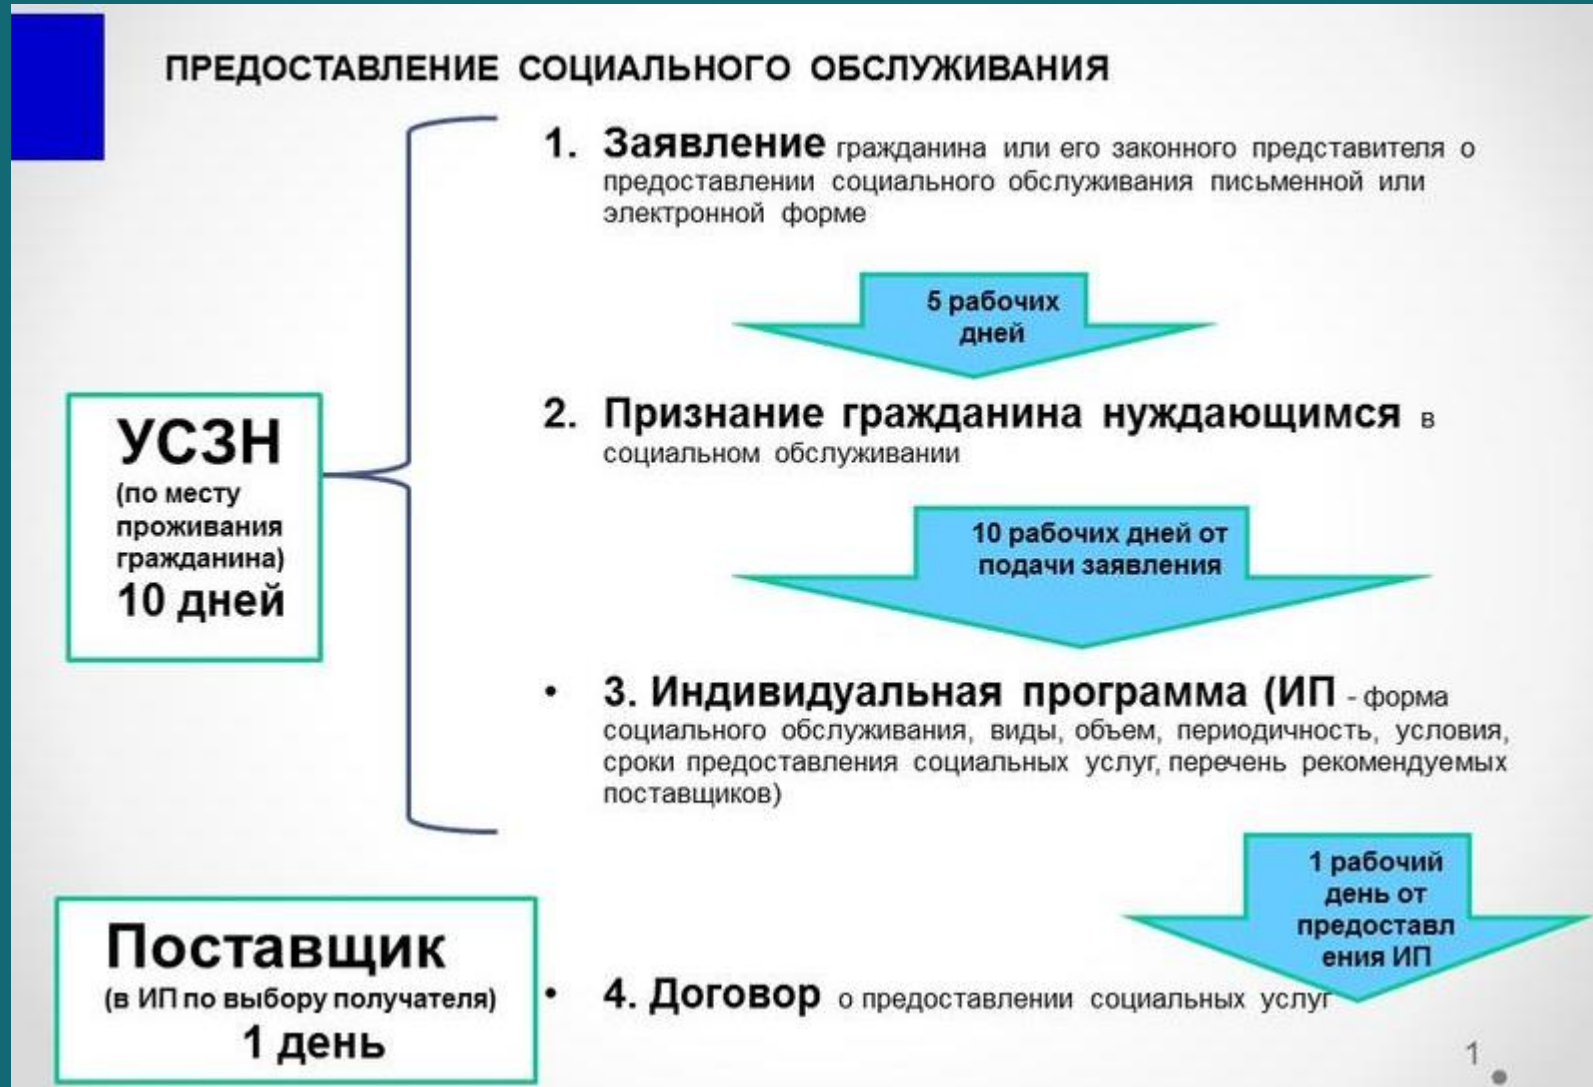 ПРЕДОСТАВЛЕНИЕ СОЦИАЛЬНОГО ОБСЛУЖИВАНИЯ
1. Заявление гражданина или его законного представителя о
предоставлении социального обслуживания письменной или
электронной форме
5 рабочих
дней
2. Признание гражданина нуждающимся в
социальном обслуживании
УСЗН
(по месту
проживания
гражданина)
10 дней
10 рабочих дней от
подачи заявления
• 3. Индивидуальная программа (ИП - форма
социального обслуживания, виды, объем, периодичность, условия,
сроки предоставления социальных услуг, перечень рекомендуемых
поставщиков)
1 рабочий
день от
предоставл
ения ИП
Поставщик
(в ИП по выбору получателя)
1 день
• 4. Договор о предоставлении социальных услуг
1